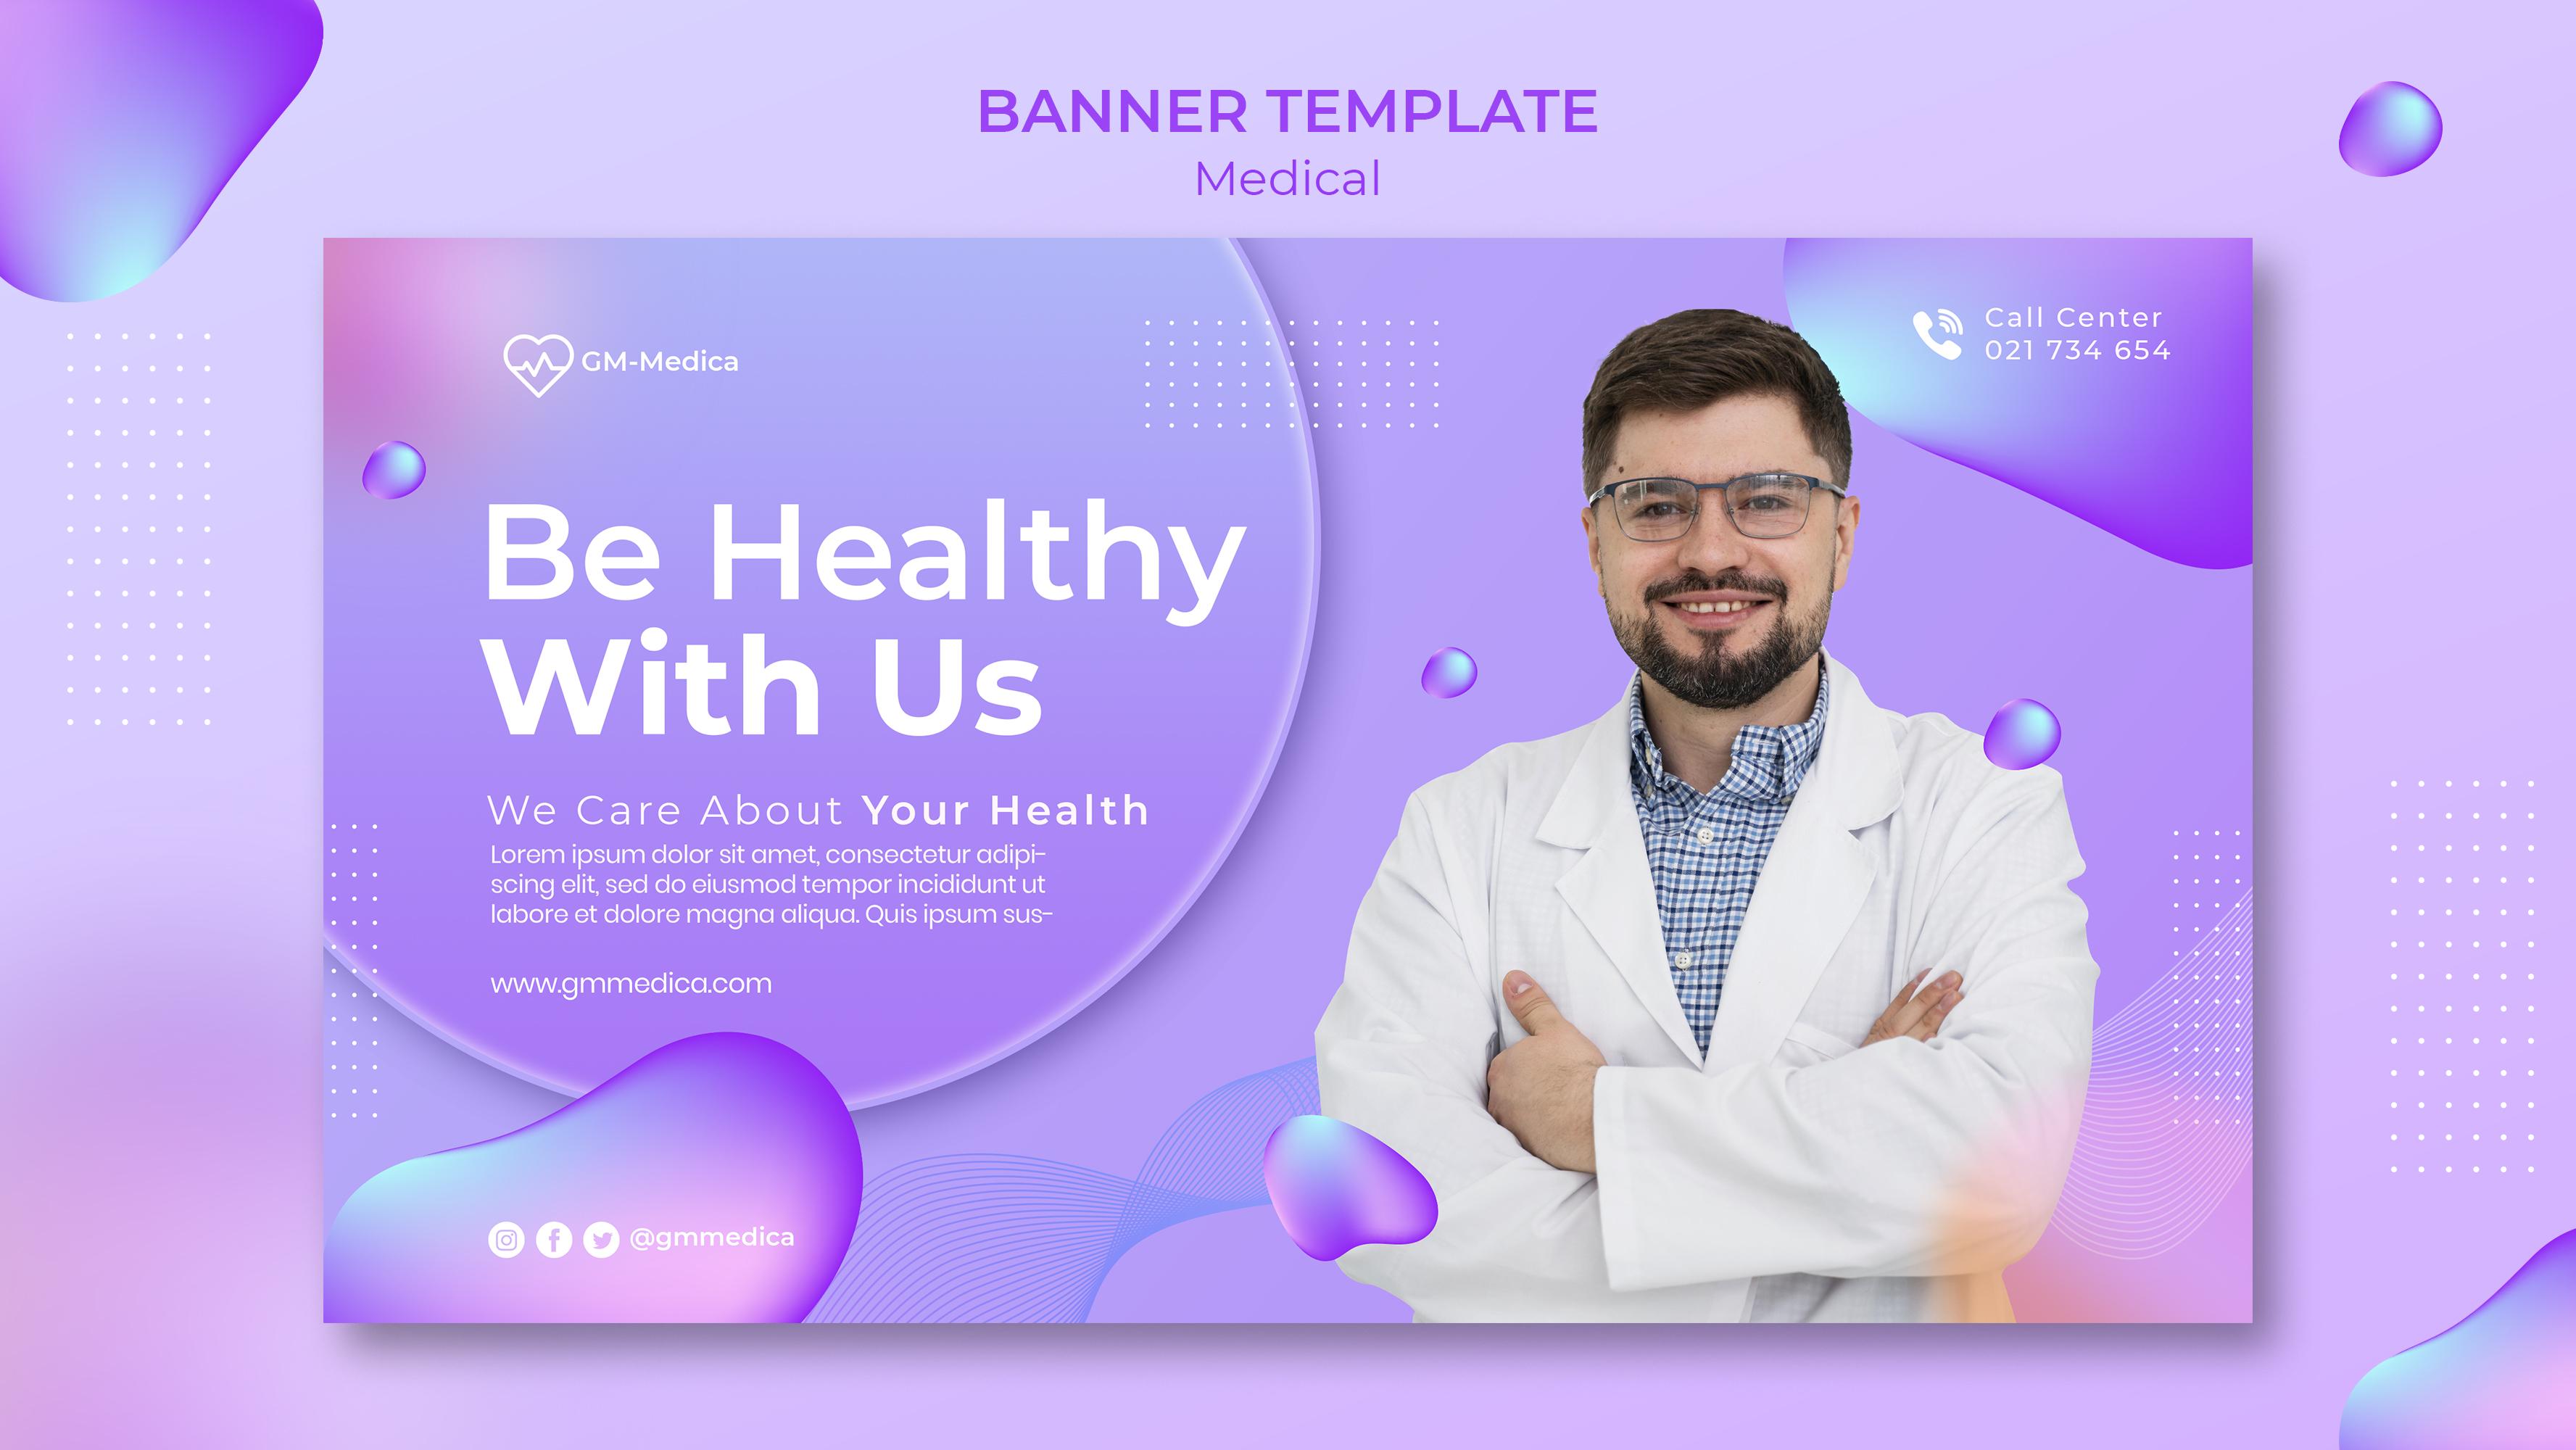 BANNER TEMPLATE
Medical
GM-Medica
Call Center
021 734 654
Be Healthy
With Us
We Care About Your Health
Lorem ipsum dolor sit amet, consectetur adipi-
scing elit, sed do eiusmod tempor incididunt ut
labore et dolore magna aliqua. Quis ipsum sus-
www.gmmedica.com
@gmmedica